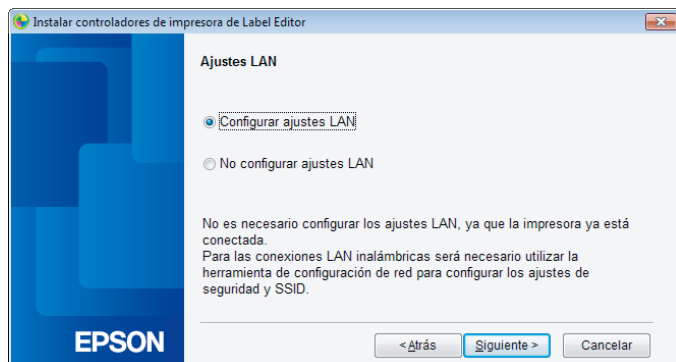 Instalar controladores de impresora de Label Editor
Ajustes LAN
Configurar ajustes LAN
No configurar ajustes LAN
No es necesario configurar los ajustes LAN, ya que la impresora ya está
conectada.
Para las conexiones LAN inalámbricas será necesario utilizar la
herramienta de configuración de red para configurar los ajustes de
seguridad y SSID.
EPSON
< Atrás
Siguiente >
Cancelar